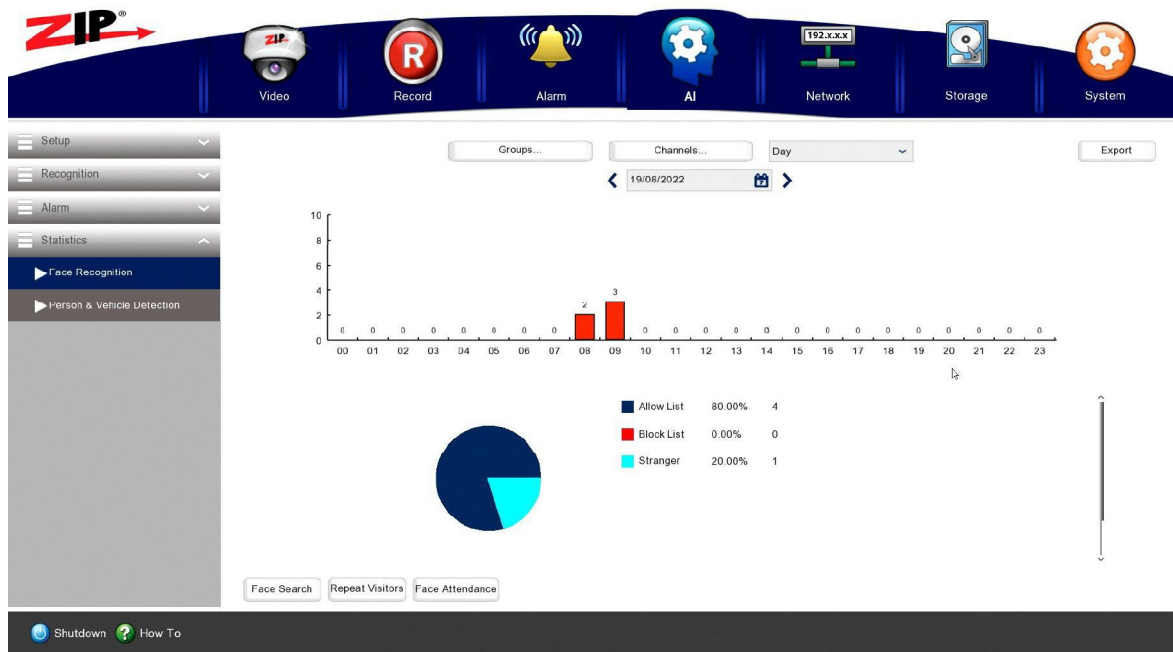 ZIP®
ZIP
R
192.x.x.x
Video Record Alarm AI Network Storage System
Setup
Recognition
Alarm
Statistics
Face Recognition
Person & Vehicle Detection
Groups... Channels... Day Export
19/08/2022 7
10
8
6
4
2
0
0 0 0 0 0 0 0 0 2 3 0 0 0 0 0 0 0 0 0 0 0 0 0 0
00 01 02 03 04 05 06 07 08 09 10 11 12 13 14 15 16 17 18 19 20 21 22 23
Allow List 80.00% 4
Block List 0.00% 0
Stranger 20.00% 1
Face Search Repeat Visitors Face Attendance
Shutdown ? How To